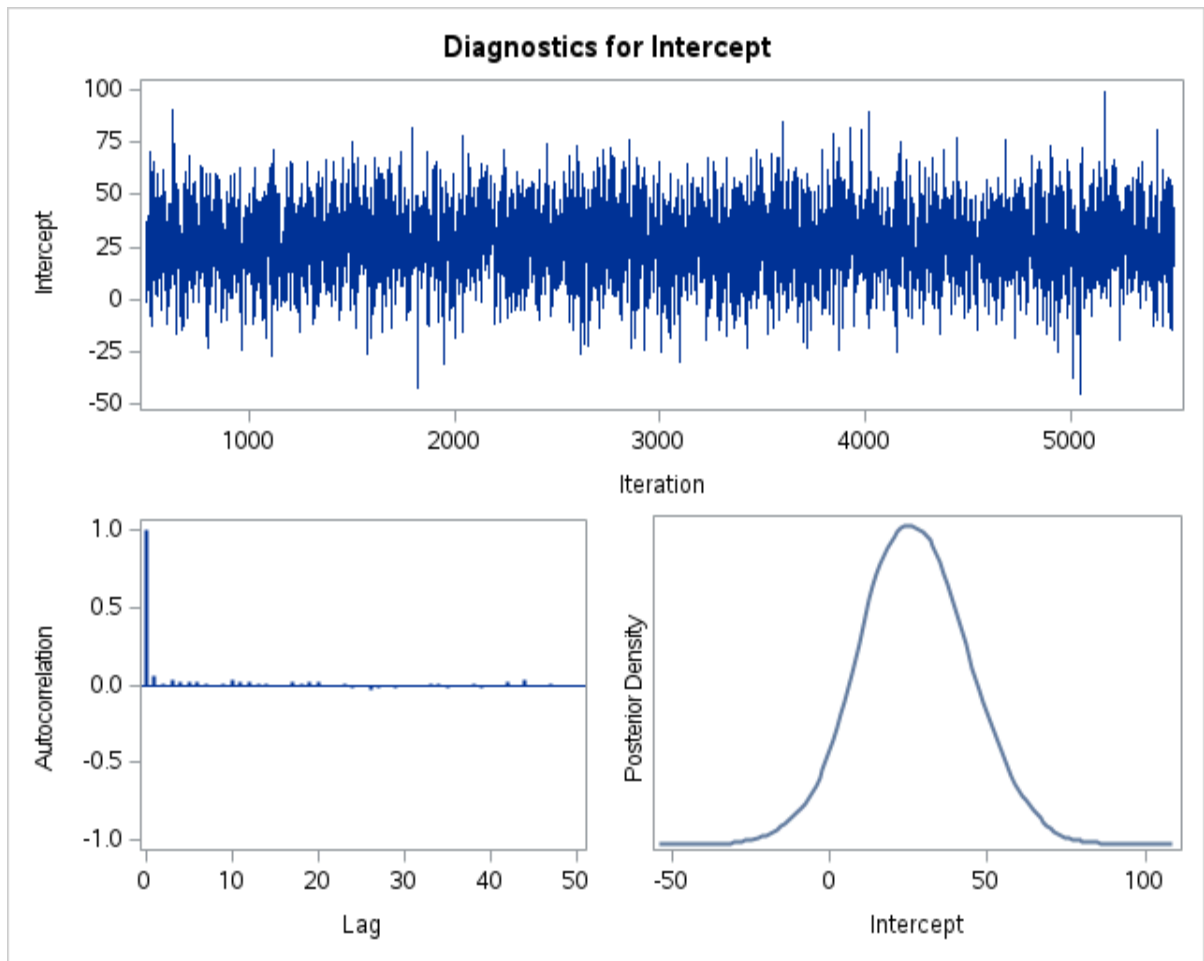 Diagnostics for Intercept
100
75
50
25
0
-25
-50
Intercept
1000 2000 3000 4000 5000
Iteration
1.0
0.5
0.0
-0.5
-1.0
Autocorrelation
0 10 20 30 40 50
Lag
Posterior Density
-50 0 50 100
Intercept